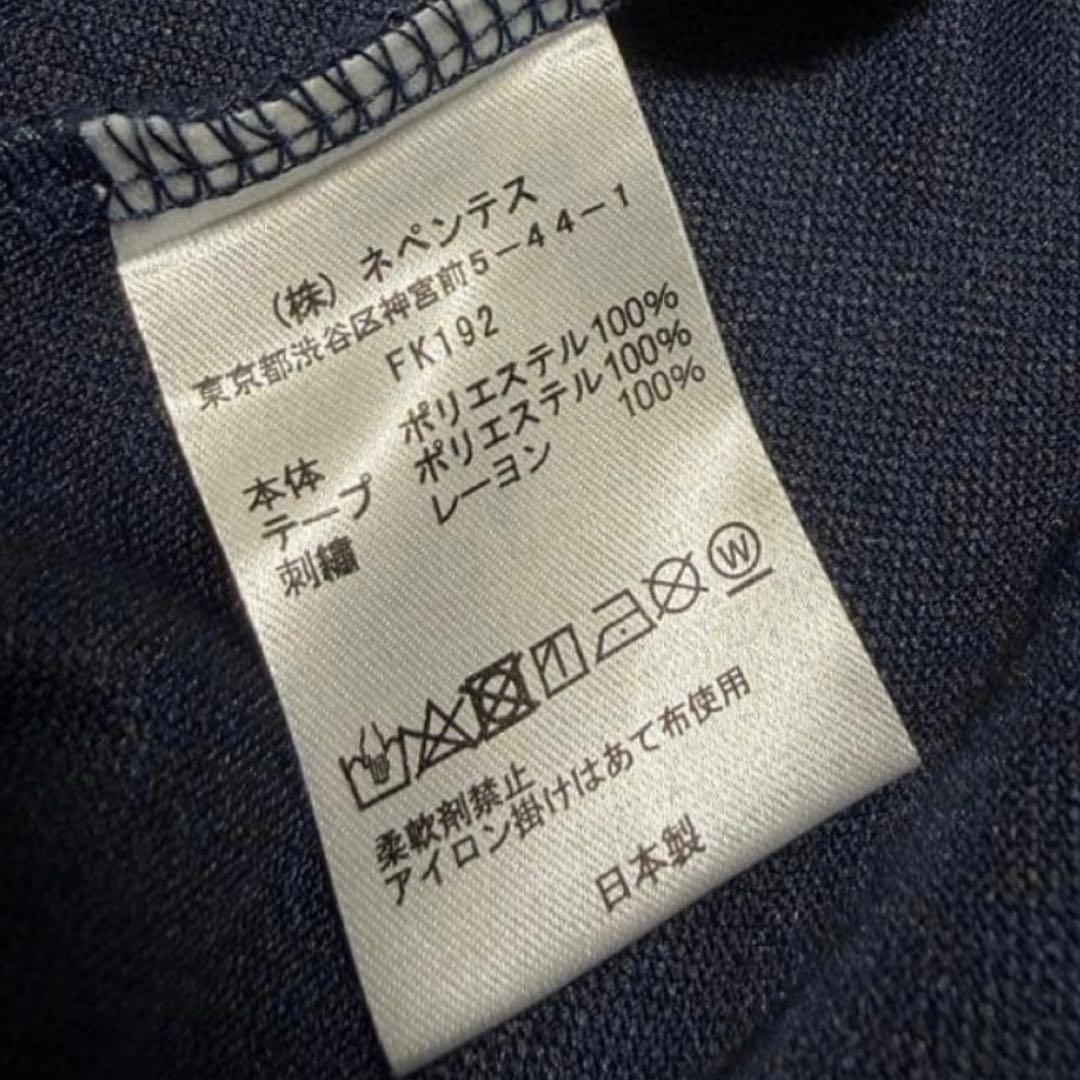 (株) ネペンテス
東京都渋谷区神宮前5-44-1
FK192
本体 ポリエステル100%
テープ ポリエステル100%
刺繍 レーヨン 100%
W
柔軟剤禁止
アイロン掛けはあて布使用
日本製